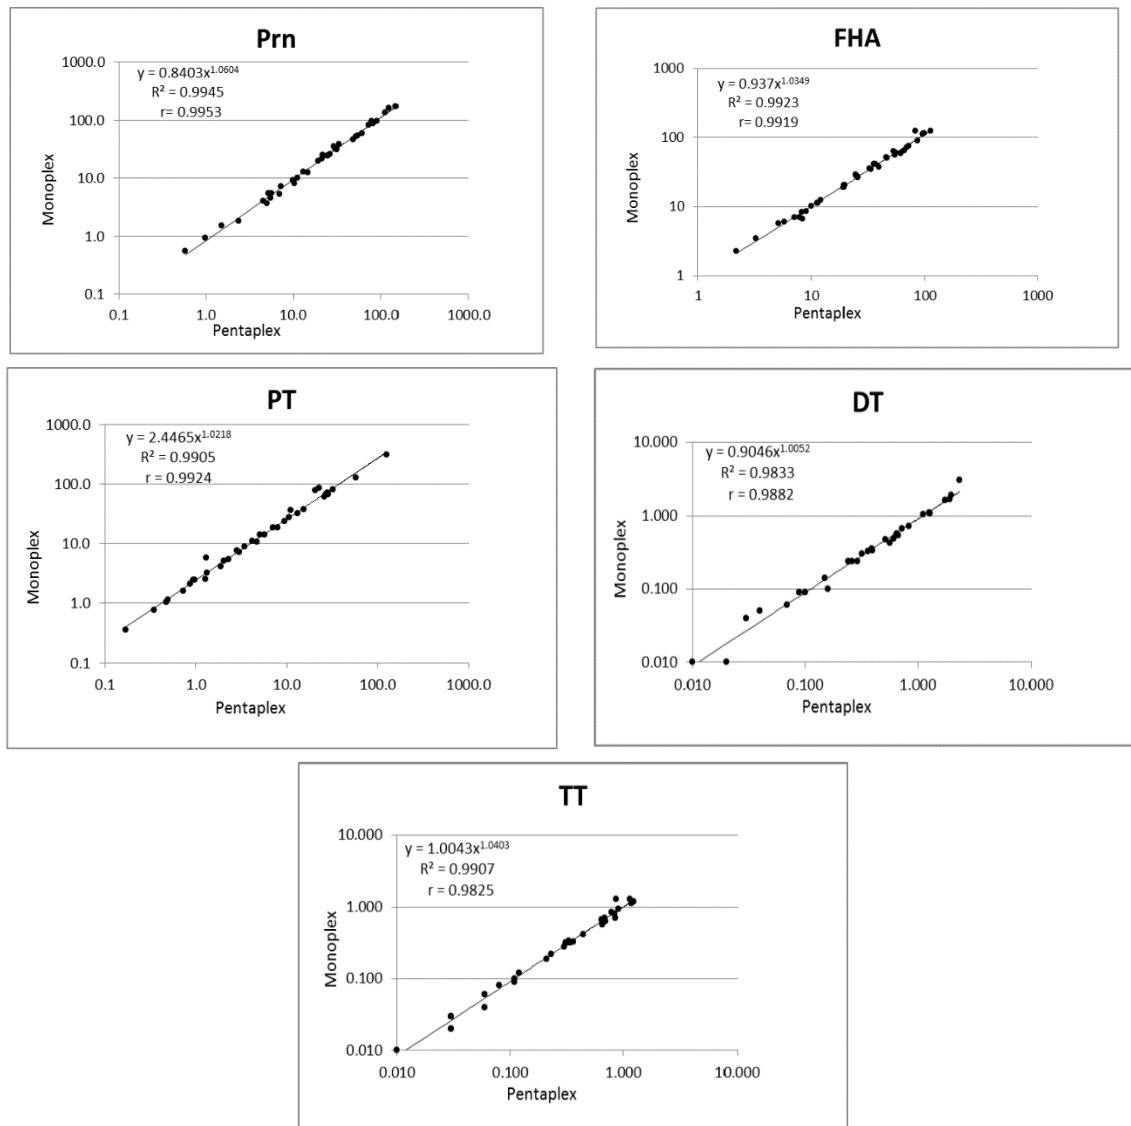 Prn
y = 0.8403x^1.0604
R² = 0.9945
r= 0.9953
1000.0
100.0
10.0
1.0
0.1
Monoplex
0.1 1.0 10.0 100.0 1000.0
Pentaplex
FHA
y = 0.937x^1.0349
R² = 0.9923
r= 0.9919
1000
100
10
1
Monoplex
1 10 100 1000
Pentaplex
PT
y = 2.4465x^1.0218
R² = 0.9905
r = 0.9924
1000.0
100.0
10.0
1.0
0.1
Monoplex
0.1 1.0 10.0 100.0 1000.0
Pentaplex
DT
y = 0.9046x^1.0052
R² = 0.9833
r = 0.9882
10.000
1.000
0.100
0.010
Monoplex
0.010 0.100 1.000 10.000
Pentaplex
TT
y = 1.0043x^1.0403
R² = 0.9907
r = 0.9825
10.000
1.000
0.100
0.010
Monoplex
0.010 0.100 1.000 10.000
Pentaplex